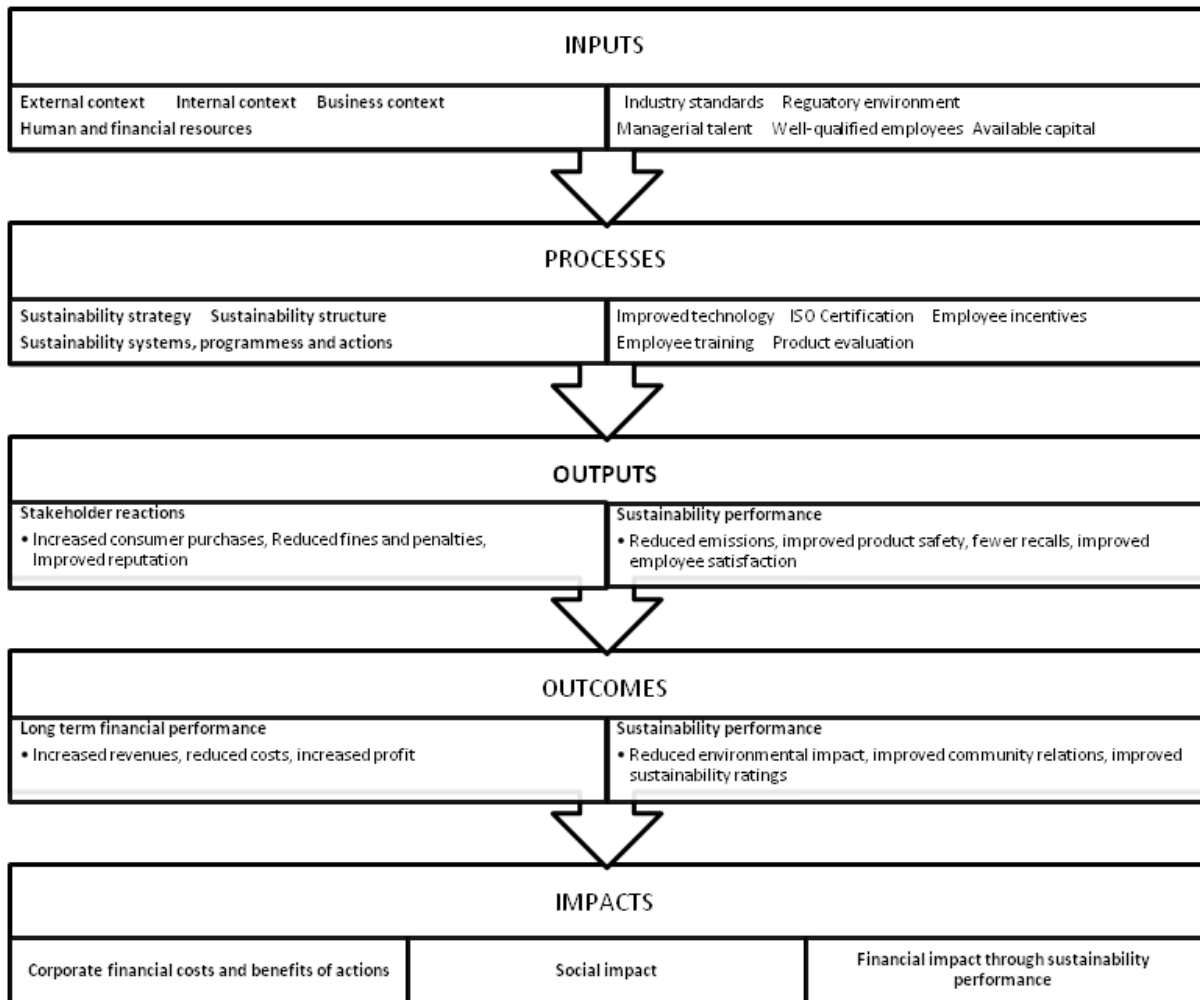 INPUTS
External context Internal context Business context
Human and financial resources
Industry standards Reguatory environment
Managerial talent Well-qualified employees Available capital
PROCESSES
Sustainability strategy Sustainability structure
Sustainability systems, programmess and actions
Improved technology ISO Certification Employee incentives
Employee training Product evaluation
OUTPUTS
Stakeholder reactions
• Increased consumer purchases, Reduced fines and penalties,
Improved reputation
Sustainability performance
• Reduced emissions, improved product safety, fewer recalls, improved
employee satisfaction
OUTCOMES
Long term financial performance
• Increased revenues, reduced costs, increased profit
Sustainability performance
• Reduced environmental impact, improved community relations, improved
sustainability ratings
IMPACTS
Corporate financial costs and benefits of actions
Social impact
Financial impact through sustainability
performance